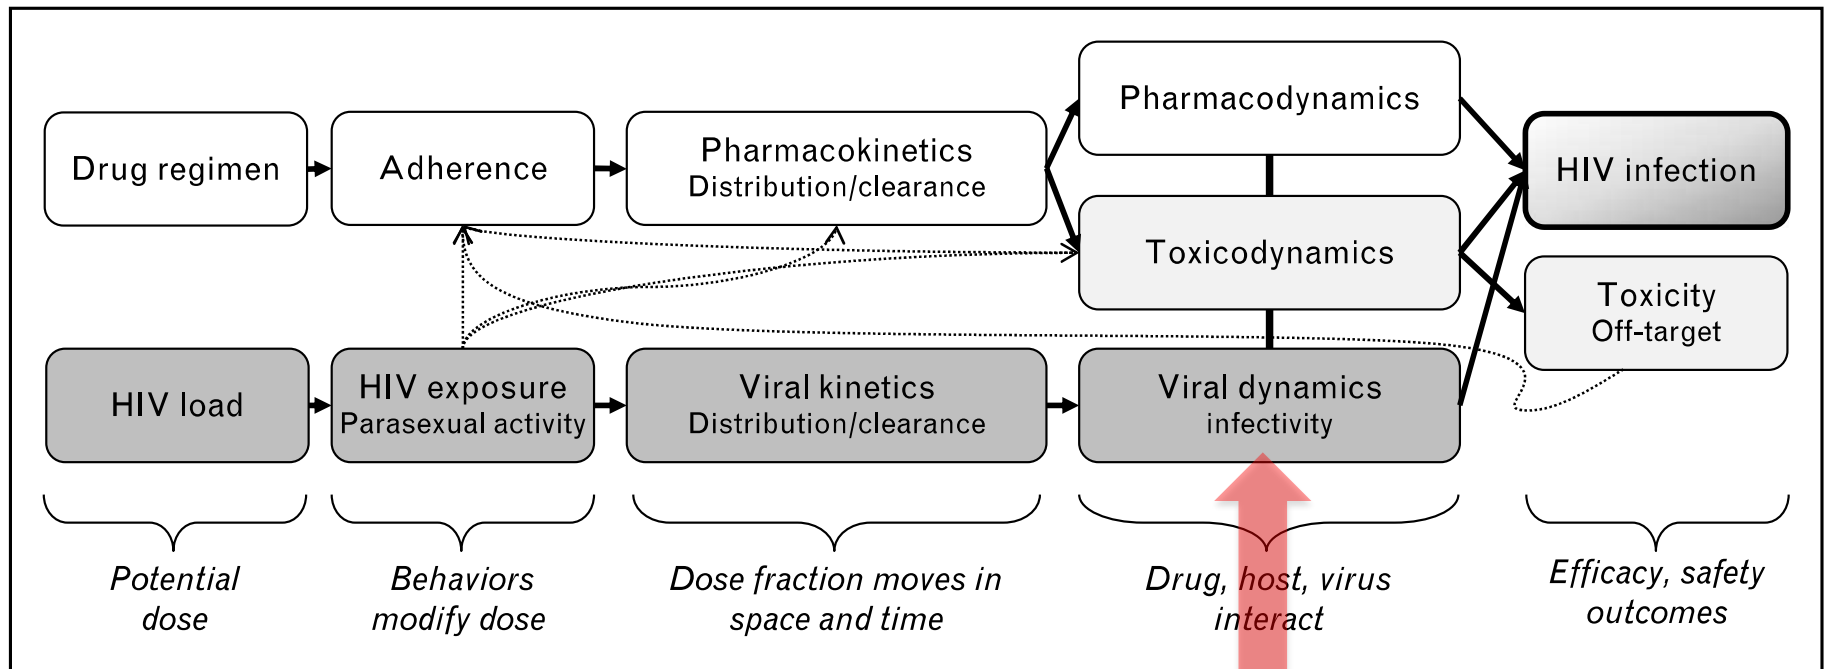 Drug regimen
Adherence
Pharmacokinetics
Distribution/clearance
Pharmacodynamics
Toxicodynamics
HIV infection
Toxicity
Off-target
HIV load
HIV exposure
Parasexual activity
Viral kinetics
Distribution/clearance
Viral dynamics
infectivity
Potential
dose
Behaviors
modify dose
Dose fraction moves in
space and time
Drug, host, virus
interact
Efficacy, safety
outcomes